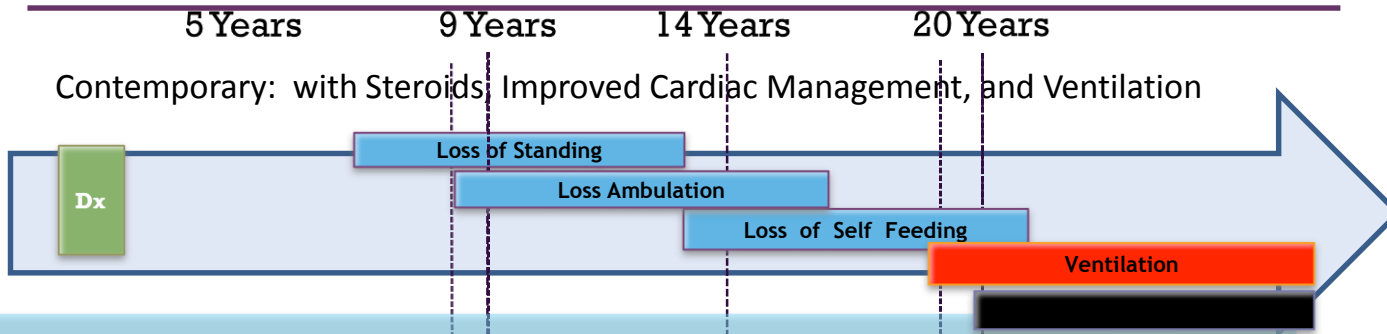 5 Years 9 Years 14 Years 20 Years
Contemporary: with Steroids, Improved Cardiac Management, and Ventilation
Loss of Standing
Dx
Loss Ambulation
Loss of Self Feeding
Ventilation